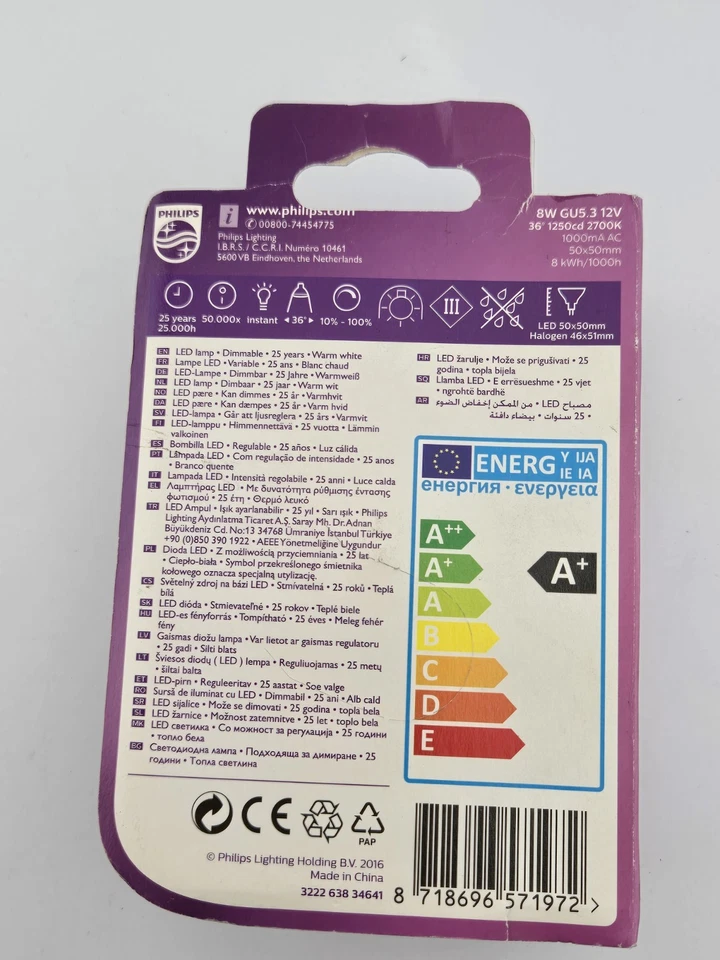 PHILIPS
i www.philips.com
00800-74454775
Philips Lighting
I.B.R.S. / C.C.R.I. Numéro 10461
5600 VB Eindhoven, the Netherlands
8W GU5.3 12V
36° 1250cd 2700K
1000mA AC
50x50mm
8 kWh/1000h
25 years
25.000h
50.000x
instant
36°
10% - 100%
III
LED 50x50mm
Halogen 46x51mm
EN LED lamp • Dimmable • 25 years • Warm white
FR Lampe LED • Variable • 25 ans • Blanc chaud
DE LED-Lampe • Dimmbar • 25 Jahre • Warmweiß
NL LED lamp • Dimbaar • 25 jaar • Warm wit
NO LED pære • Kan dimmes • 25 år • Varmhvit
DA LED pære • Kan dæmpes • 25 år • Varm hvid
SV LED-lampa • Går att ljusreglera • 25 års • Varmvit
FI LED-lamppu • Himmennettävä • 25 vuotta • Lämmin
valkoinen
ES Bombilla LED • Regulable • 25 años • Luz cálida
PT Lâmpada LED • Com regulação de intensidade • 25 anos
• Branco quente
IT Lampada LED • Intensità regolabile • 25 anni • Luce calda
EL Λαμπτήρας LED • Με δυνατότητα ρύθμισης έντασης
φωτισμού • 25 έτη • Θερμό λευκό
TR LED Ampul • Işık ayarlanabilir • 25 yıl • Sarı ışık • Philips
Lighting Aydınlatma Ticaret A.Ş. Saray Mh. Dr. Adnan
Büyükdeniz Cd. No:13 34768 Ümraniye İstanbul Türkiye
+90 (0)850 390 1922 • AEEE Yönetmeliğine Uygundur
PL Dioda LED • Z możliwością przyciemniania • 25 lat
• Ciepło-biała • Symbol przekreślonego śmietnika
kołowego oznacza specjalną utylizację.
CS Světelný zdroj na bázi LED • Stmívatelná • 25 roků • Teplá
bílá
SK LED dióda • Stmievateľné • 25 rokov • Teplé biele
HU LED-es fényforrás • Tompítható • 25 éves • Meleg fehér
fény
LV Gaismas diožu lampa • Var lietot ar gaismas regulatoru
• 25 gadi • Silti blats
LT Šviesos diodų ( LED ) lempa • Reguliuojamas • 25 metų
• šiltai balta
ET LED-pirn • Reguleeritav • 25 aastat • Soe valge
RO Sursă de iluminat cu LED • Dimmabil • 25 ani • Alb cald
SR LED sijalice • Može se dimovati • 25 godina • topla bela
SL LED žarnice • Možnost zatemnitve • 25 let • toplo bela
MK LED светилка • Со можност за регулација • 25 години
• топло бела
BG Светодиодна лампа • Подходяща за димиране • 25
години • Топла светлина
HR LED žarulje • Može se prigušivati • 25
godina • topla bijela
SQ Llamba LED • E errësueshme • 25 vjet
• ngrohtë bardhë
AR مصباح LED • من الممكن إخفاض الضوء
• 25 سنوات • بيضاء دافئة
ENERG Y IJA
IE IA
енергия · ενεργεια
A++
A+
A
B
C
D
E
A+
CE
PAP
© Philips Lighting Holding B.V. 2016
Made in China
3222 638 34641
8 718696 571972 >